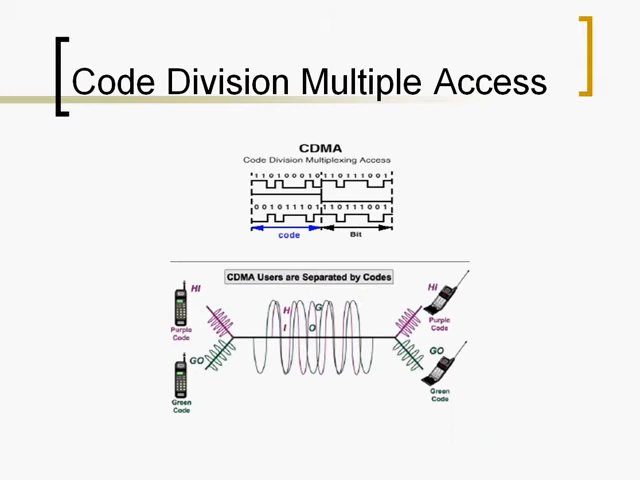 Code Division Multiple Access
CDMA
Code Division Multiplexing Access
1 1 0 1 0 0 0 1 0 1 1 0 1 1 1 0 0 1
0 0 1 0 1 1 1 0 1 1 1 0 1 1 1 0 0 1
code Bit
CDMA Users are Separated by Codes
HI H G HI
Purple Code I O Purple Code
GO GO
Green Code Green Code